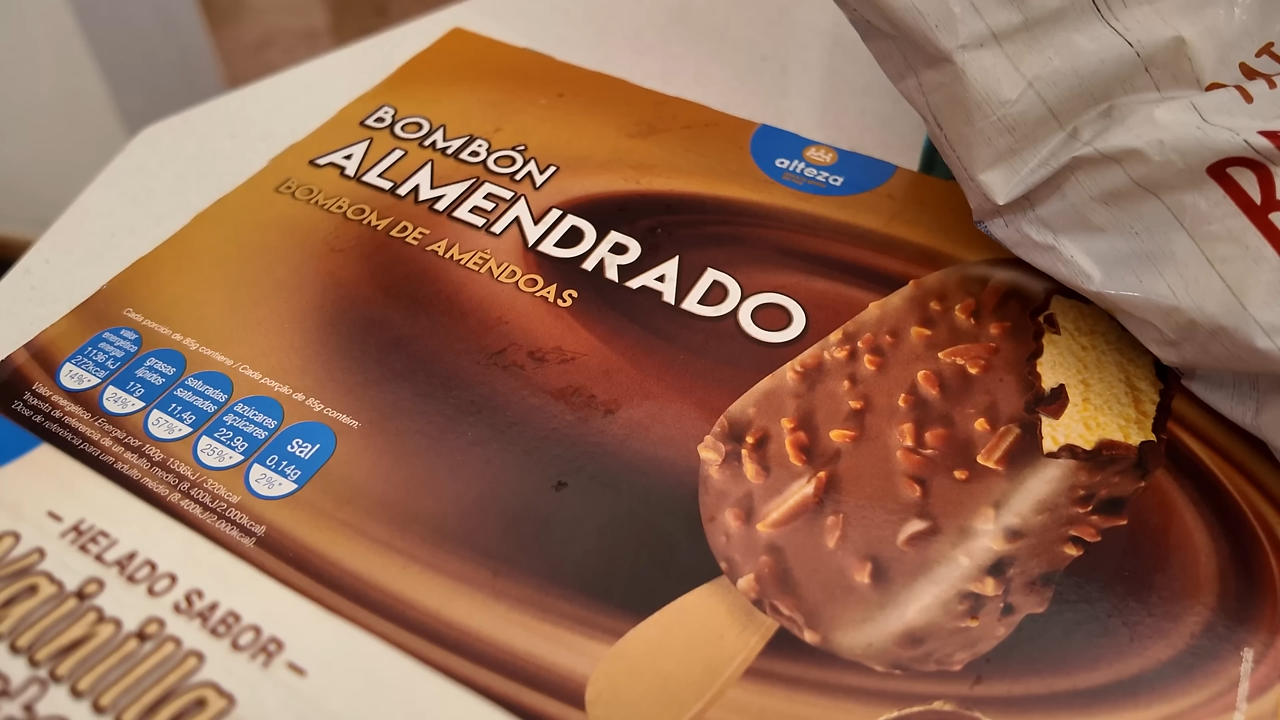 BOMBÓN
ALMENDRADO
BOMBOM DE AMÊNDOAS
alteza
Cada porción de 85g contiene / Cada porção de 85g contém:
valor
energético
energia
1136 kJ
272kcal
14%*
grasas
lípidos
17g
24%*
saturadas
saturados
11,4g
57%*
azúcares
açúcares
22,9g
25%*
sal
0,14g
2%*
Valor energético / Energia por 100g: 1336kJ / 320kcal
*Ingesta de referencia de un adulto medio (8.400kJ/2.000kcal).
*Dose de referência para um adulto médio (8.400kJ/2.000kcal).
- HELADO SABOR -
Vainilla